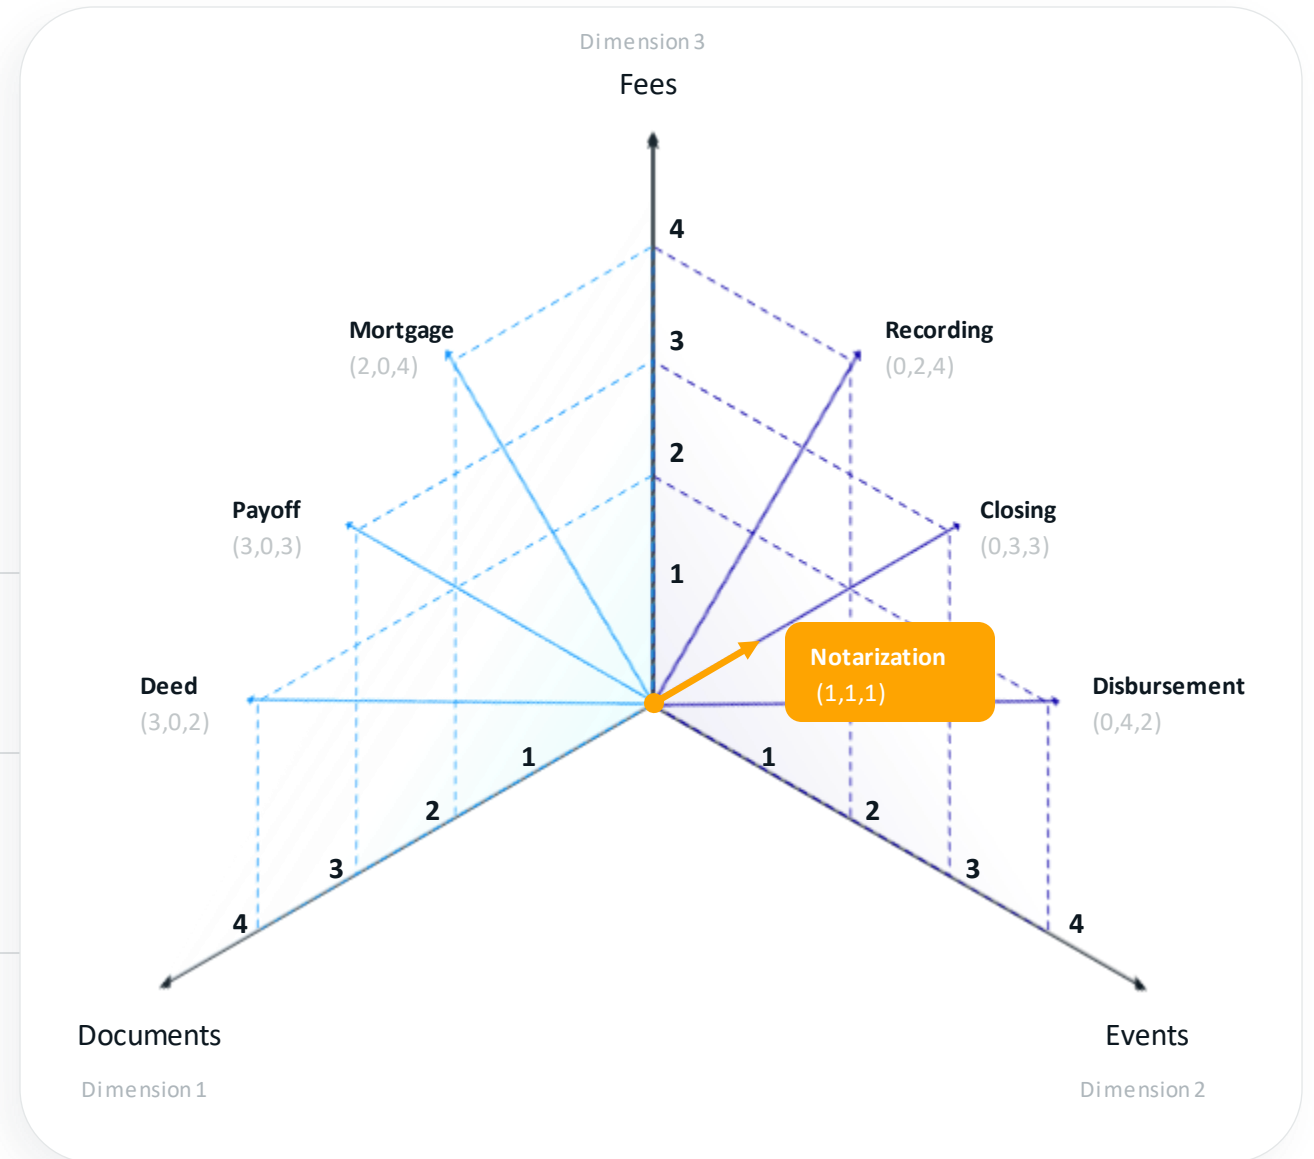 Dimension 3
Fees
4
Mortgage
(2,0,4)
Recording
(0,2,4)
3
2
Payoff
(3,0,3)
Closing
(0,3,3)
1
Notarization
(1,1,1)
Deed
(3,0,2)
Disbursement
(0,4,2)
1
1
2
2
3
3
4
4
Documents
Events
Dimension 1
Dimension 2